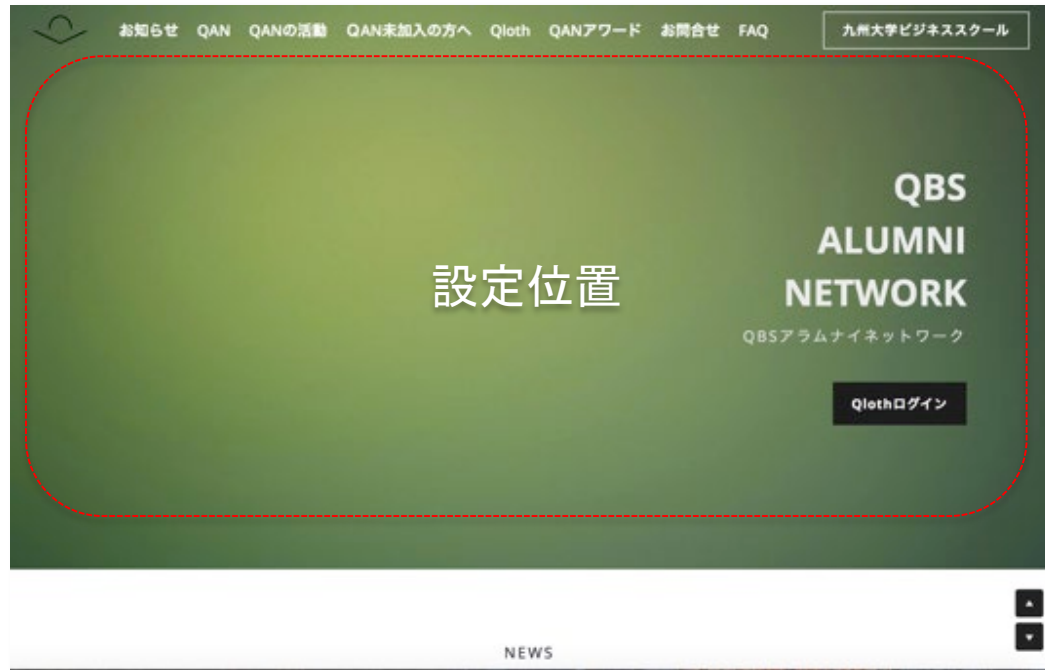 お知らせ QAN QANの活動 QAN未加入の方へ Qloth QANアワード お問合せ FAQ 九州大学ビジネススクール
QBS
ALUMNI
NETWORK
設定位置
QBSアラムナイネットワーク
Qlothログイン
NEWS